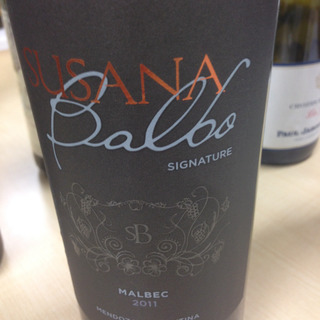 SUSANA
Balbo
SIGNATURE
SB
MALBEC
2011